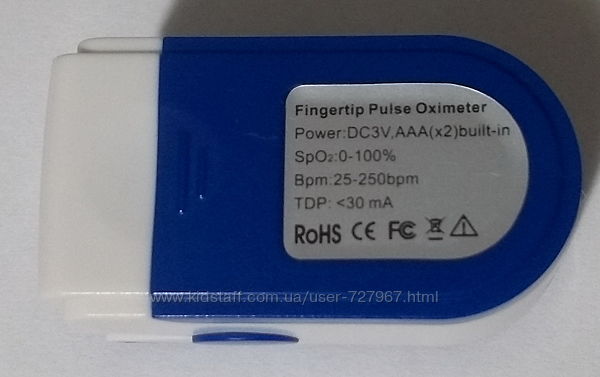 Fingertip Pulse Oximeter
Power:DC3V,AAA(x2)built-in
SpO₂:0-100%
Bpm:25-250bpm
TDP: <30 mA
RoHS CE FC
www.kidstaff.com.ua/user-727967.html